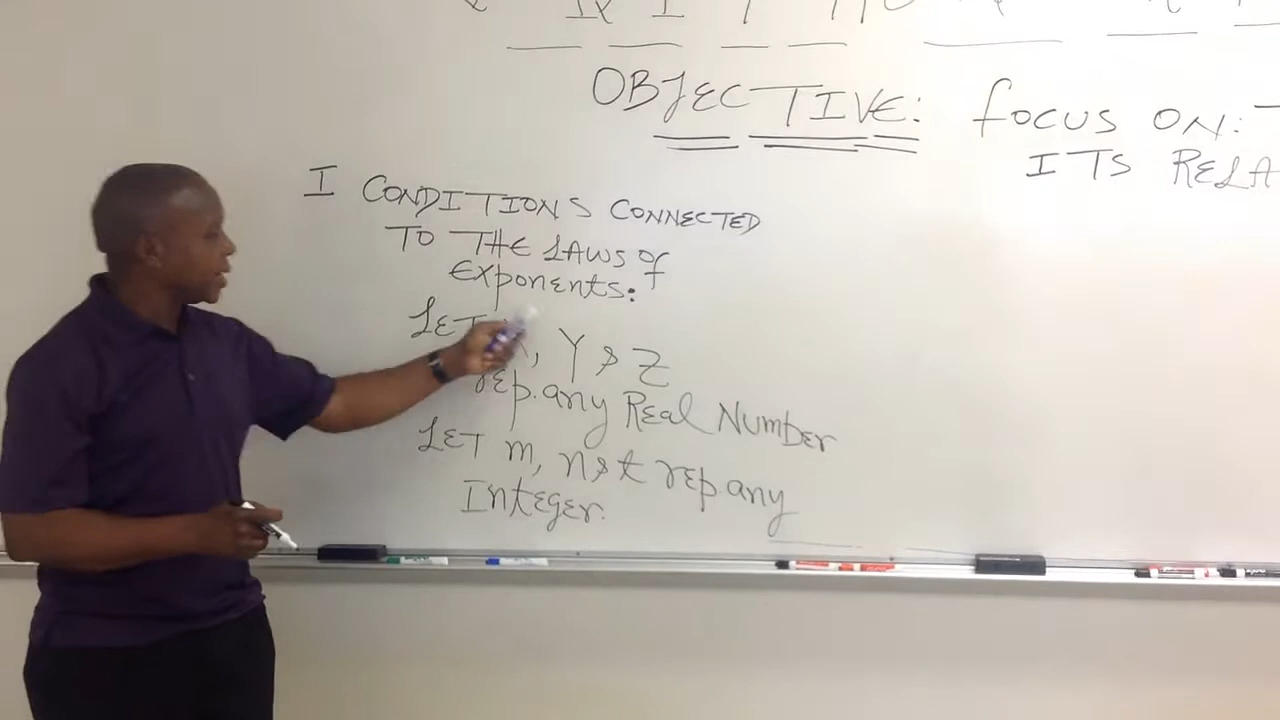 OBJECTIVE: focus ON:
ITS RELA
I CONDITIONS CONNECTED
TO THE LAWS of
Exponents:
LET X, Y & Z
rep. any Real Number
LET m, n & t rep. any
Integer.